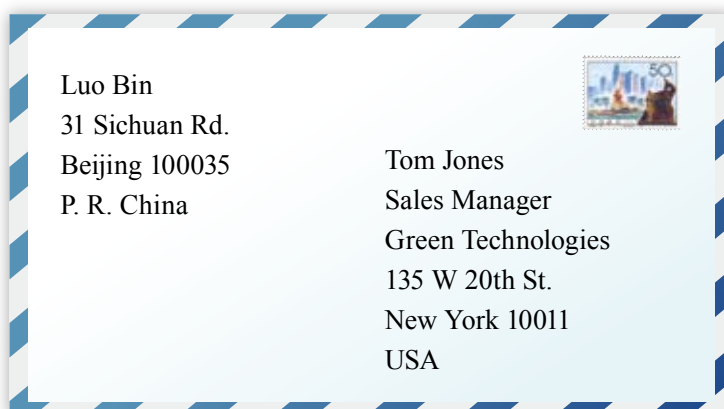 Luo Bin
31 Sichuan Rd.
Beijing 100035
P. R. China
50
Tom Jones
Sales Manager
Green Technologies
135 W 20th St.
New York 10011
USA